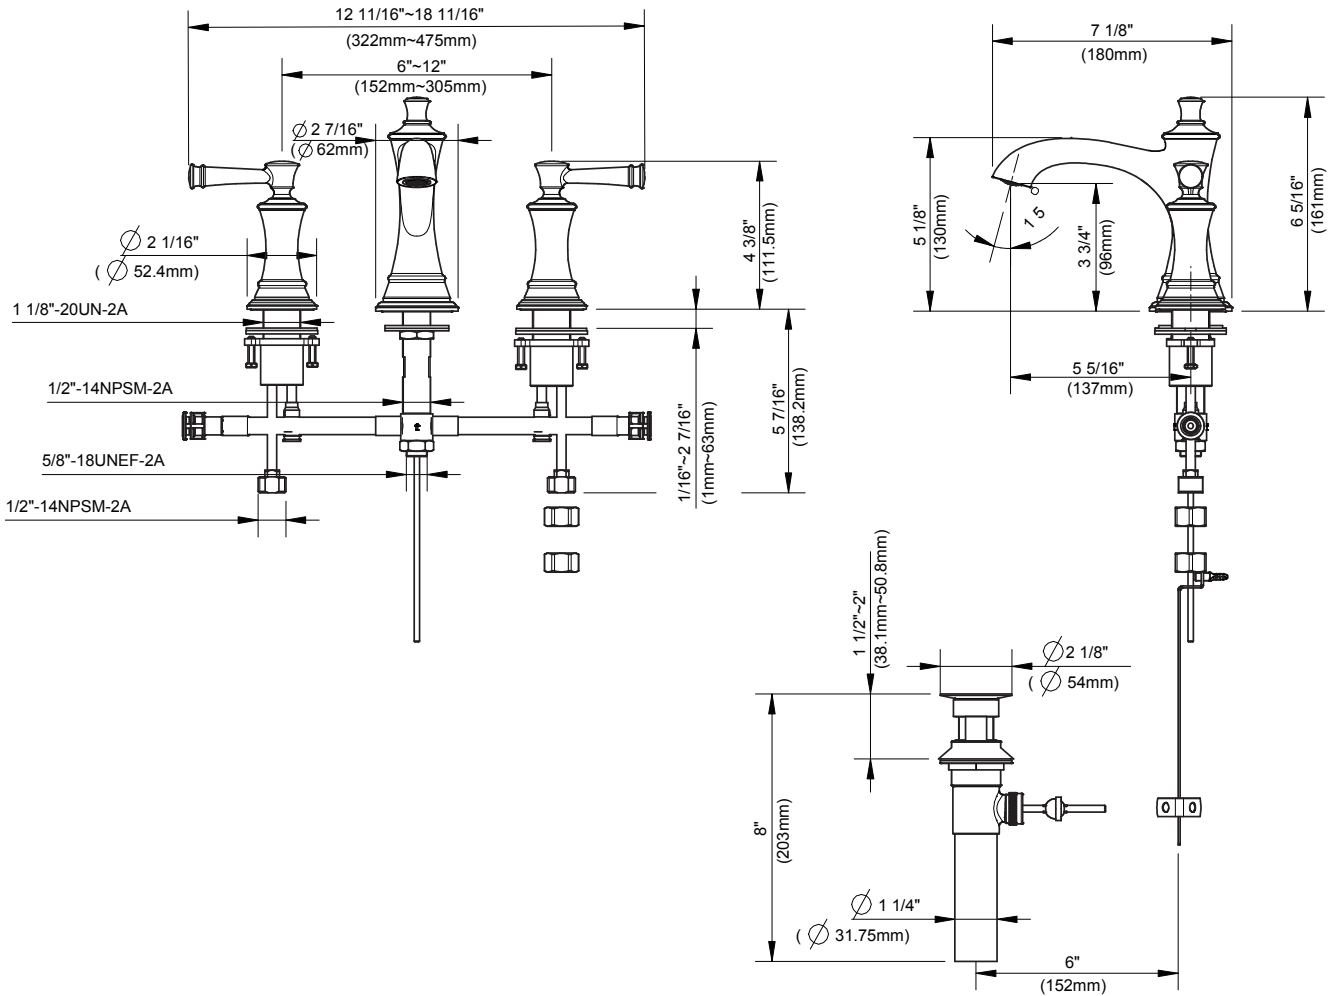 12 11/16"~18 11/16"
(322mm~475mm)
6"~12"
(152mm~305mm)
∅ 2 7/16"
(∅ 62mm)
∅ 2 1/16"
( ∅ 52.4mm)
1 1/8"-20UN-2A
1/2"-14NPSM-2A
5/8"-18UNEF-2A
1/2"-14NPSM-2A
4 3/8"
(111.5mm)
5 7/16"
(138.2mm)
1/16"~2 7/16"
(1mm~63mm)
7 1/8"
(180mm)
5 1/8"
(130mm)
15
3 3/4"
(96mm)
6 5/16"
(161mm)
5 5/16"
(137mm)
1 1/2"~2"
(38.1mm~50.8mm)
∅ 2 1/8"
( ∅ 54mm)
8"
(203mm)
∅ 1 1/4"
( ∅ 31.75mm)
6"
(152mm)